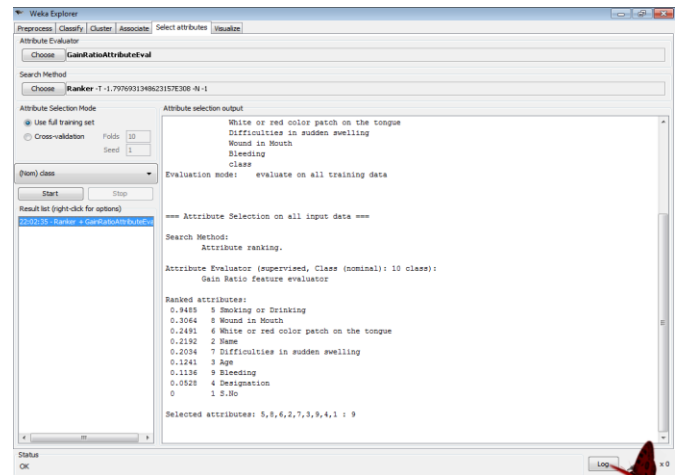 Weka Explorer
Preprocess Classify Cluster Associate Select attributes Visualize
Attribute Evaluator
Choose GainRatioAttributeEval
Search Method
Choose Ranker -T -1.7976931348623157E308 -N -1
Attribute Selection Mode
Use full training set
Cross-validation Folds 10
Seed 1
(Nom) class
Start Stop
Result list (right-click for options)
22:02:35 - Ranker + GainRatioAttributeEva
Attribute selection output
White or red color patch on the tongue
Difficulties in sudden swelling
Wound in Mouth
Bleeding
class
Evaluation mode: evaluate on all training data
=== Attribute Selection on all input data ===
Search Method:
Attribute ranking.
Attribute Evaluator (supervised, Class (nominal): 10 class):
Gain Ratio feature evaluator
Ranked attributes:
0.9485 5 Smoking or Drinking
0.3064 8 Wound in Mouth
0.2491 6 White or red color patch on the tongue
0.2192 2 Name
0.2034 7 Difficulties in sudden swelling
0.1241 3 Age
0.1136 9 Bleeding
0.0528 4 Designation
0 1 S.No
Selected attributes: 5,8,6,2,7,3,9,4,1 : 9
Status
OK
Log
x 0